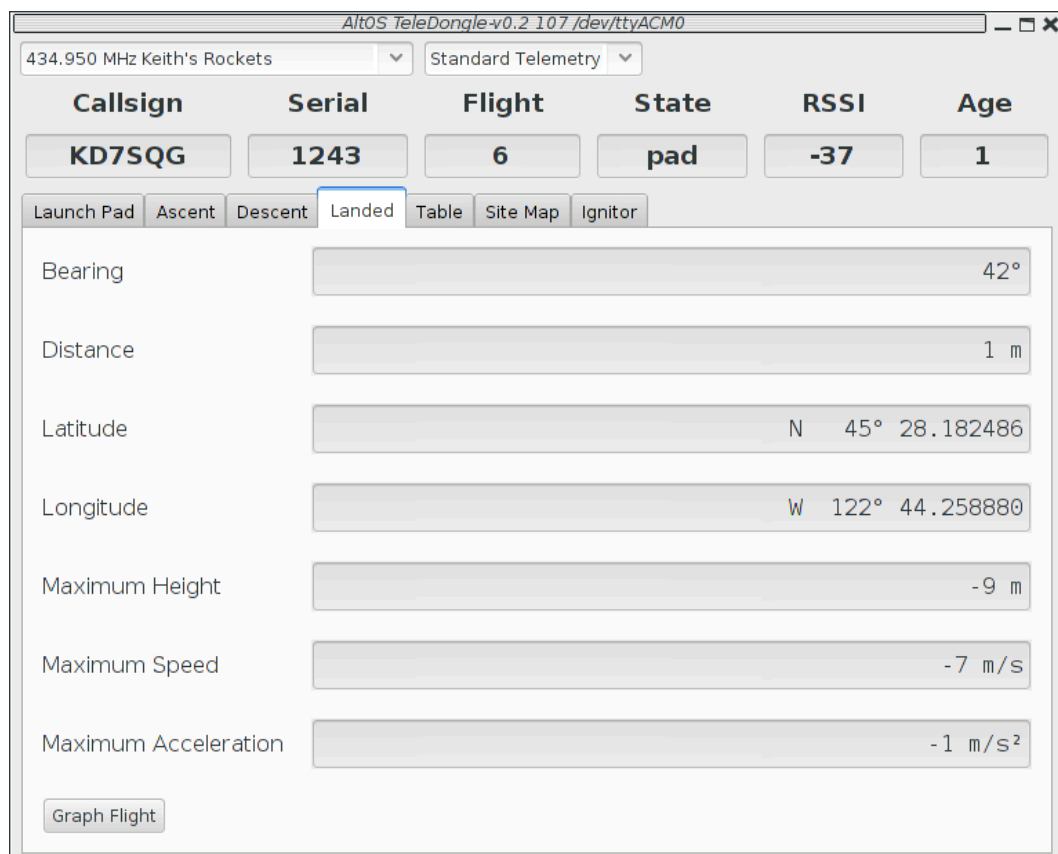 AltOS TeleDongle-v0.2 107 /dev/ttyACM0
434.950 MHz Keith's Rockets Standard Telemetry
Callsign Serial Flight State RSSI Age
KD7SQG 1243 6 pad -37 1
Launch Pad Ascent Descent Landed Table Site Map Ignitor
Bearing 42°
Distance 1 m
Latitude N 45° 28.182486
Longitude W 122° 44.258880
Maximum Height -9 m
Maximum Speed -7 m/s
Maximum Acceleration -1 m/s²
Graph Flight